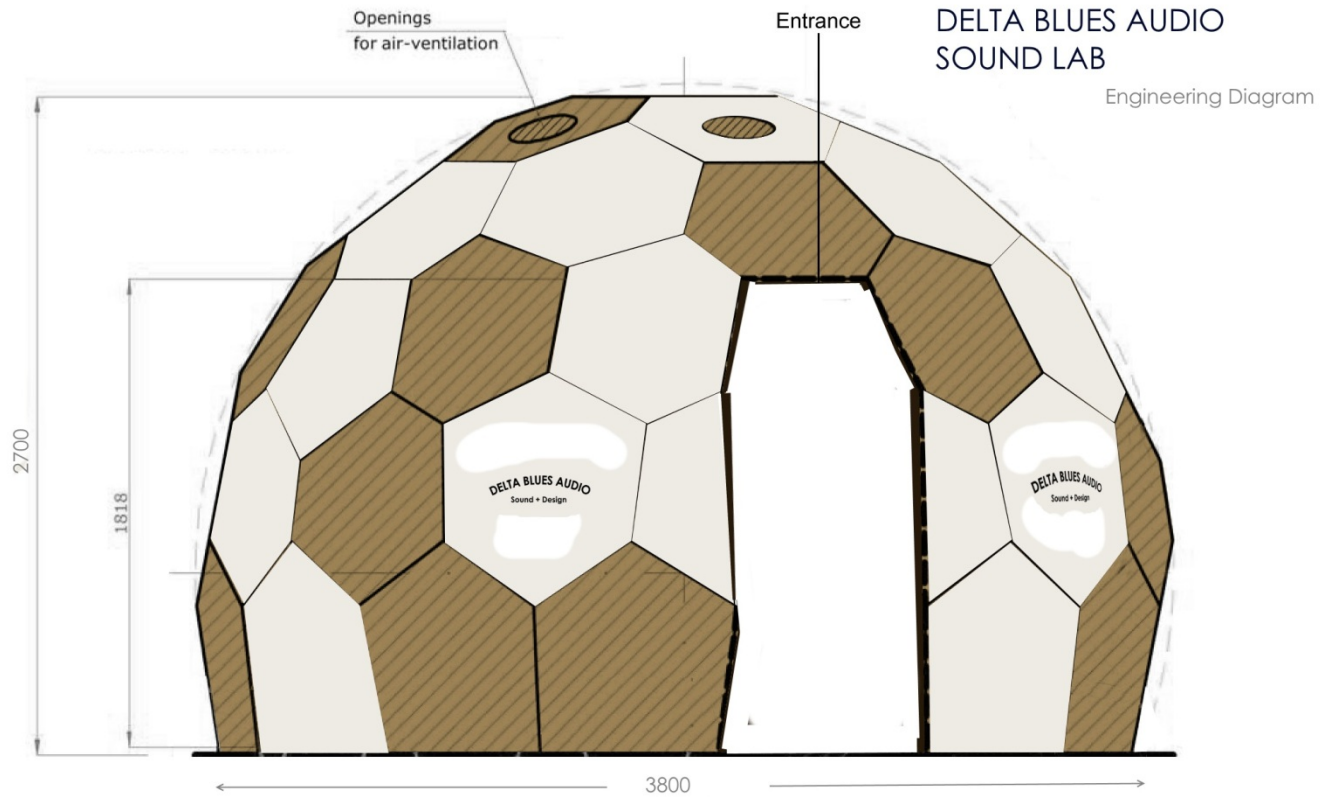 Openings
for air-ventilation
Entrance
DELTA BLUES AUDIO
SOUND LAB
Engineering Diagram
2700
1818
DELTA BLUES AUDIO
Sound + Design
DELTA BLUES AUDIO
Sound + Design
3800